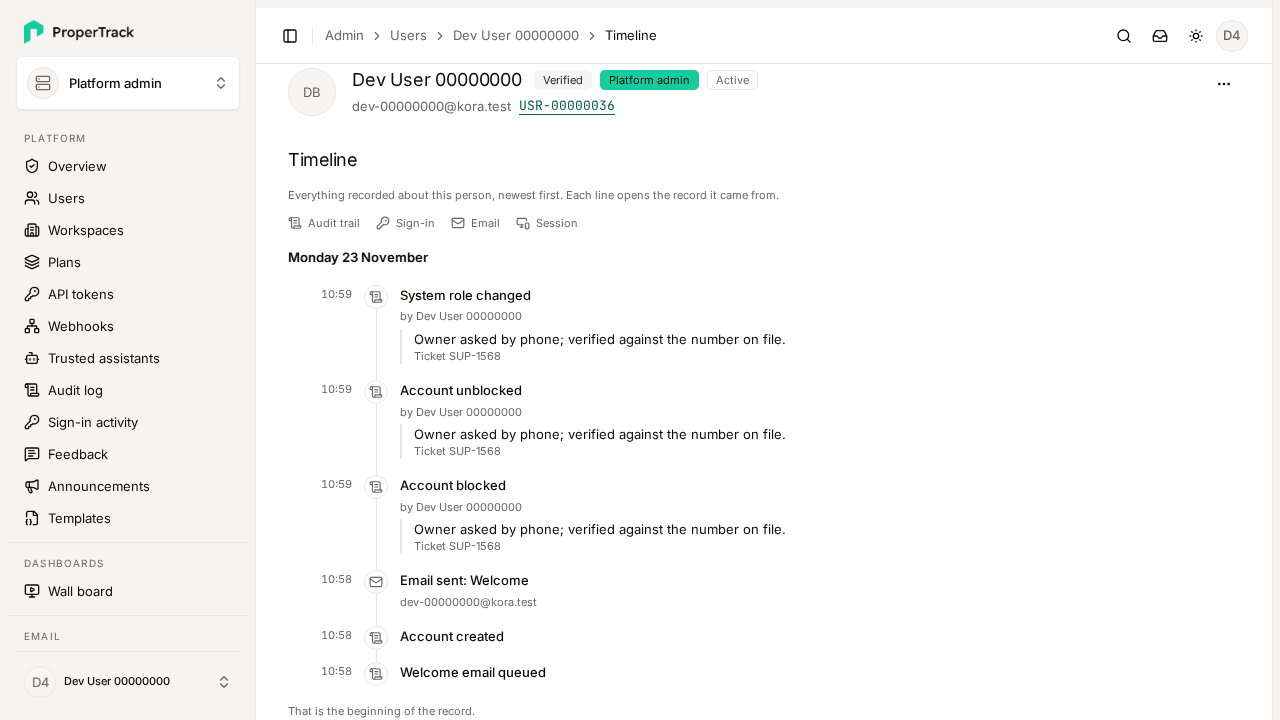 ProperTrack
Platform admin
PLATFORM
Overview
Users
Workspaces
Plans
API tokens
Webhooks
Trusted assistants
Audit log
Sign-in activity
Feedback
Announcements
Templates
DASHBOARDS
Wall board
EMAIL
D4 Dev User 00000000
Admin > Users > Dev User 00000000 > Timeline
D4
DB
Dev User 00000000 Verified Platform admin Active
dev-00000000@kora.test USR-00000036
Timeline
Everything recorded about this person, newest first. Each line opens the record it came from.
Audit trail Sign-in Email Session
Monday 23 November
10:59 System role changed
by Dev User 00000000
Owner asked by phone; verified against the number on file.
Ticket SUP-1568
10:59 Account unblocked
by Dev User 00000000
Owner asked by phone; verified against the number on file.
Ticket SUP-1568
10:59 Account blocked
by Dev User 00000000
Owner asked by phone; verified against the number on file.
Ticket SUP-1568
10:58 Email sent: Welcome
dev-00000000@kora.test
10:58 Account created
10:58 Welcome email queued
That is the beginning of the record.